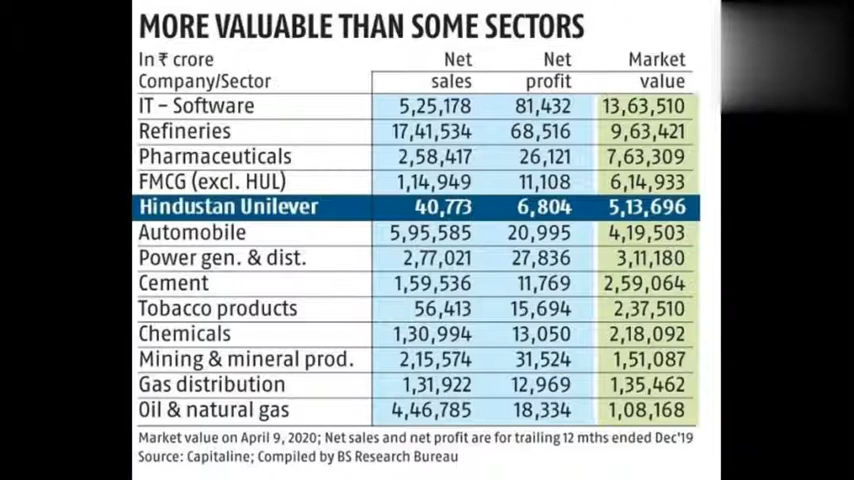 MORE VALUABLE THAN SOME SECTORS
In ₹ crore Net Net Market
Company/Sector sales profit value
IT – Software 5,25,178 81,432 13,63,510
Refineries 17,41,534 68,516 9,63,421
Pharmaceuticals 2,58,417 26,121 7,63,309
FMCG (excl. HUL) 1,14,949 11,108 6,14,933
Hindustan Unilever 40,773 6,804 5,13,696
Automobile 5,95,585 20,995 4,19,503
Power gen. & dist. 2,77,021 27,836 3,11,180
Cement 1,59,536 11,769 2,59,064
Tobacco products 56,413 15,694 2,37,510
Chemicals 1,30,994 13,050 2,18,092
Mining & mineral prod. 2,15,574 31,524 1,51,087
Gas distribution 1,31,922 12,969 1,35,462
Oil & natural gas 4,46,785 18,334 1,08,168
Market value on April 9, 2020; Net sales and net profit are for trailing 12 mths ended Dec'19
Source: Capitaline; Compiled by BS Research Bureau